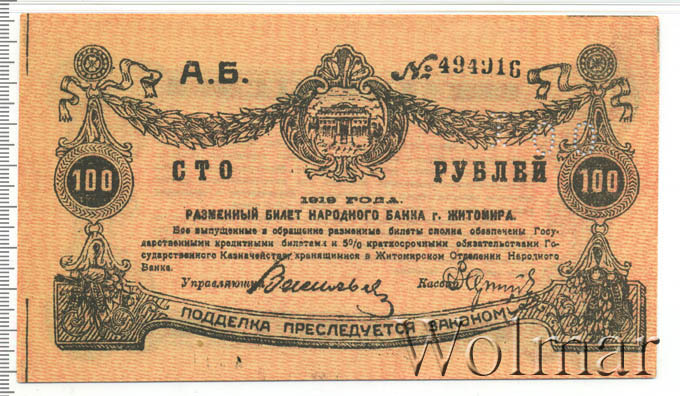 А.Б. № 494916
СТО РУБЛЕЙ
100 100
1919 ГОДА.
РАЗМЕННЫЙ БИЛЕТ НАРОДНОГО БАНКА г. ЖИТОМИРА.
Все выпущенные в обращение разменные билеты сполна обеспечены Госу-
дарственными кредитными билетами и 5% краткосрочными обязательствами Го-
сударственного Казначейства хранящимися в Житомирском Отделении Народного
Банка.
Управляющий Кассир
ПОДДЕЛКА ПРЕСЛЕДУЕТСЯ ЗАКОНОМ
Wolmar